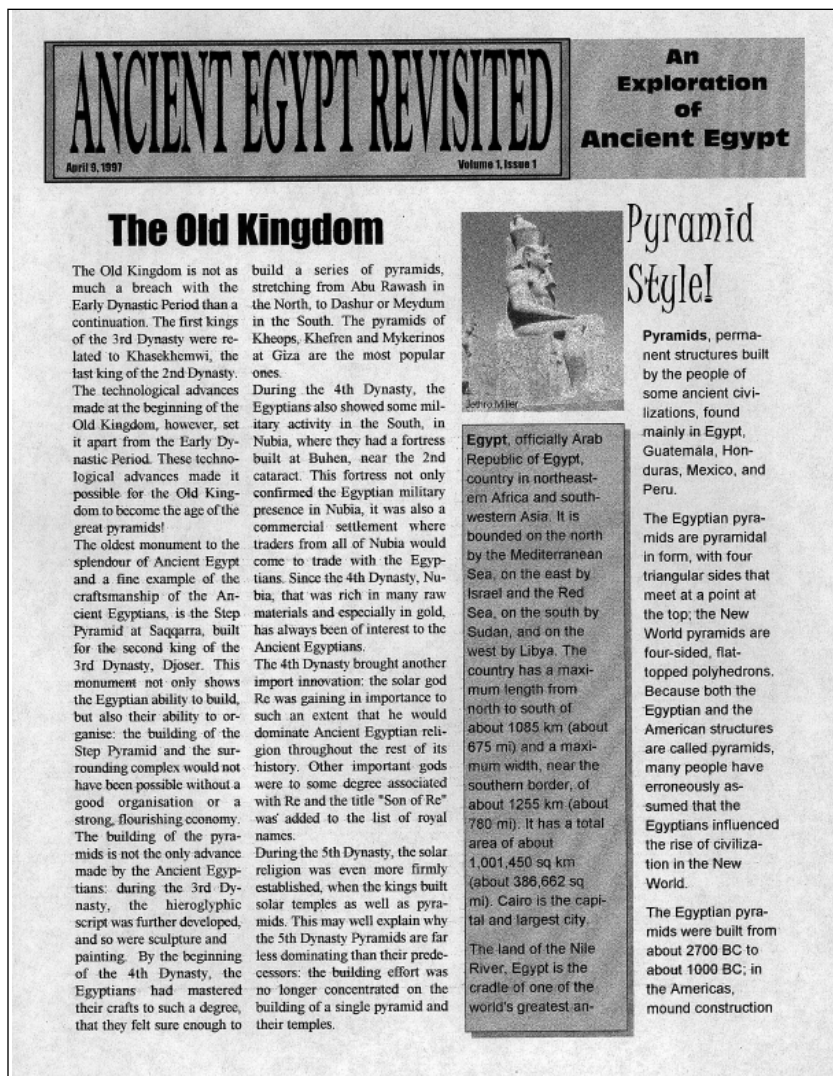 ANCIENT EGYPT REVISITED
April 9, 1997
Volume 1, Issue 1
An
Exploration
of
Ancient Egypt
The Old Kingdom
The Old Kingdom is not as
much a breach with the
Early Dynastic Period than a
continuation. The first kings
of the 3rd Dynasty were re-
lated to Khasekhemwi, the
last king of the 2nd Dynasty.
The technological advances
made at the beginning of the
Old Kingdom, however, set
it apart from the Early Dy-
nastic Period. These techno-
logical advances made it
possible for the Old King-
dom to become the age of the
great pyramids!
The oldest monument to the
splendour of Ancient Egypt
and a fine example of the
craftsmanship of the An-
cient Egyptians, is the Step
Pyramid at Saqqarra, built
for the second king of the
3rd Dynasty, Djoser. This
monument not only shows
the Egyptian ability to build,
but also their ability to or-
ganise: the building of the
Step Pyramid and the sur-
rounding complex would not
have been possible without a
good organisation or a
strong, flourishing economy.
The building of the pyra-
mids is not the only advance
made by the Ancient Egyp-
tians: during the 3rd Dy-
nasty, the hieroglyphic
script was further developed,
and so were sculpture and
painting. By the beginning
of the 4th Dynasty, the
Egyptians had mastered
their crafts to such a degree,
that they felt sure enough to
build a series of pyramids,
stretching from Abu Rawash in
the North, to Dashur or Meydum
in the South. The pyramids of
Kheops, Khefren and Mykerinos
at Giza are the most popular
ones.
During the 4th Dynasty, the
Egyptians also showed some mil-
itary activity in the South, in
Nubia, where they had a fortress
built at Buhen, near the 2nd
cataract. This fortress not only
confirmed the Egyptian military
presence in Nubia, it was also a
commercial settlement where
traders from all of Nubia would
come to trade with the Egyp-
tians. Since the 4th Dynasty, Nu-
bia, that was rich in many raw
materials and especially in gold,
has always been of interest to the
Ancient Egyptians.
The 4th Dynasty brought another
import innovation: the solar god
Re was gaining in importance to
such an extent that he would
dominate Ancient Egyptian reli-
gion throughout the rest of its
history. Other important gods
were to some degree associated
with Re and the title "Son of Re"
was added to the list of royal
names.
During the 5th Dynasty, the solar
religion was even more firmly
established, when the kings built
solar temples as well as pyra-
mids. This may well explain why
the 5th Dynasty Pyramids are far
less dominating than their prede-
cessors: the building effort was
no longer concentrated on the
building of a single pyramid and
their temples.
Jethro Miller
Egypt, officially Arab
Republic of Egypt,
country in northeast-
ern Africa and south-
western Asia. It is
bounded on the north
by the Mediterranean
Sea, on the east by
Israel and the Red
Sea, on the south by
Sudan, and on the
west by Libya. The
country has a maxi-
mum length from
north to south of
about 1085 km (about
675 mi) and a maxi-
mum width, near the
southern border, of
about 1255 km (about
780 mi). It has a total
area of about
1,001,450 sq km
(about 386,662 sq
mi). Cairo is the capi-
tal and largest city.
The land of the Nile
River, Egypt is the
cradle of one of the
world's greatest an-
Pyramid
Style!
Pyramids, perma-
nent structures built
by the people of
some ancient civi-
lizations, found
mainly in Egypt,
Guatemala, Hon-
duras, Mexico, and
Peru.
The Egyptian pyra-
mids are pyramidal
in form, with four
triangular sides that
meet at a point at
the top; the New
World pyramids are
four-sided, flat-
topped polyhedrons.
Because both the
Egyptian and the
American structures
are called pyramids,
many people have
erroneously as-
sumed that the
Egyptians influenced
the rise of civiliza-
tion in the New
World.
The Egyptian pyra-
mids were built from
about 2700 BC to
about 1000 BC; in
the Americas,
mound construction